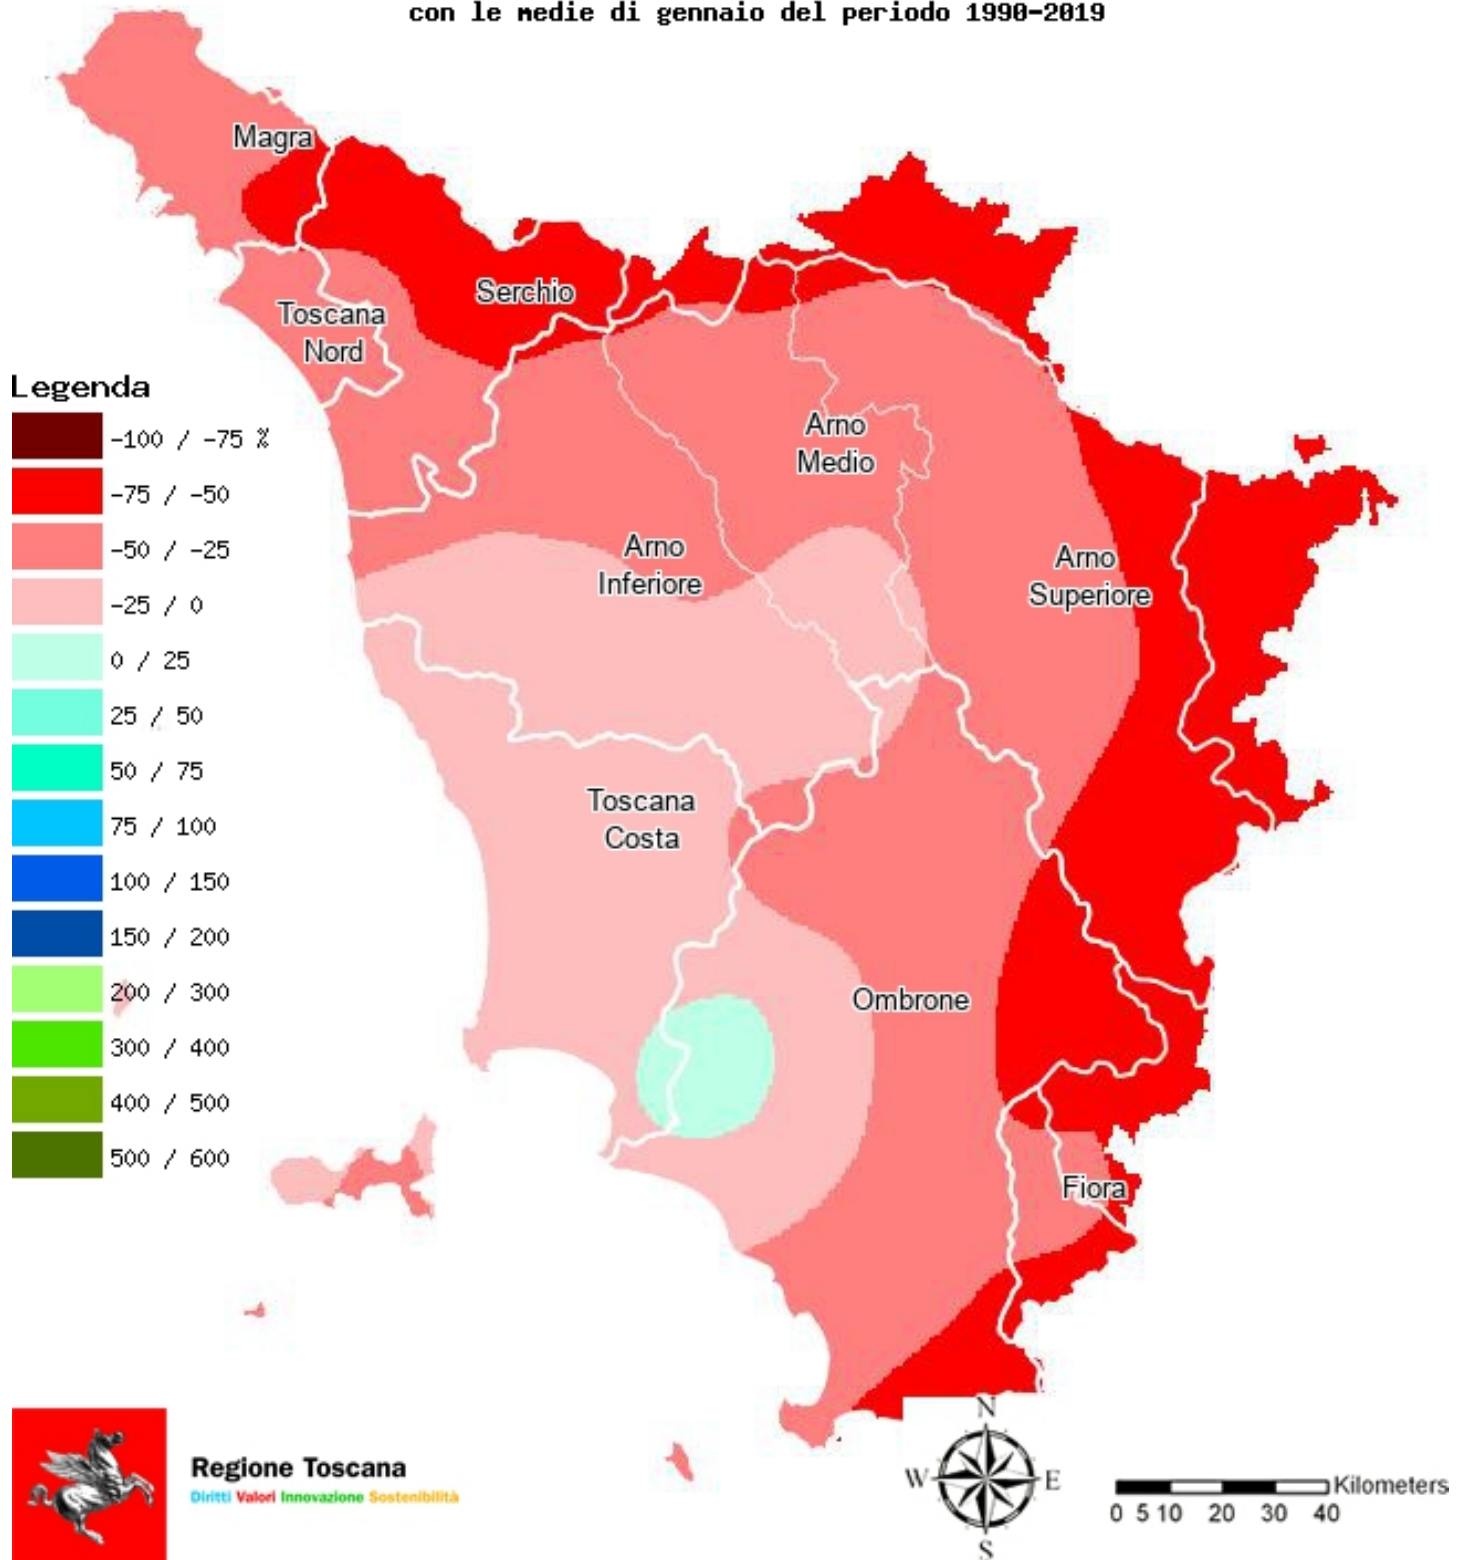 con le medie di gennaio del periodo 1990-2019
Magra
Serchio
Toscana
Nord
Legenda
-100 / -75 %
-75 / -50
-50 / -25
-25 / 0
0 / 25
25 / 50
50 / 75
75 / 100
100 / 150
150 / 200
200 / 300
300 / 400
400 / 500
500 / 600
Arno
Medio
Arno
Inferiore
Arno
Superiore
Toscana
Costa
Ombrone
Fiora
Regione Toscana
Diritti Valori Innovazione Sostenibilità
N
W
E
S
Kilometers
0 5 10 20 30 40